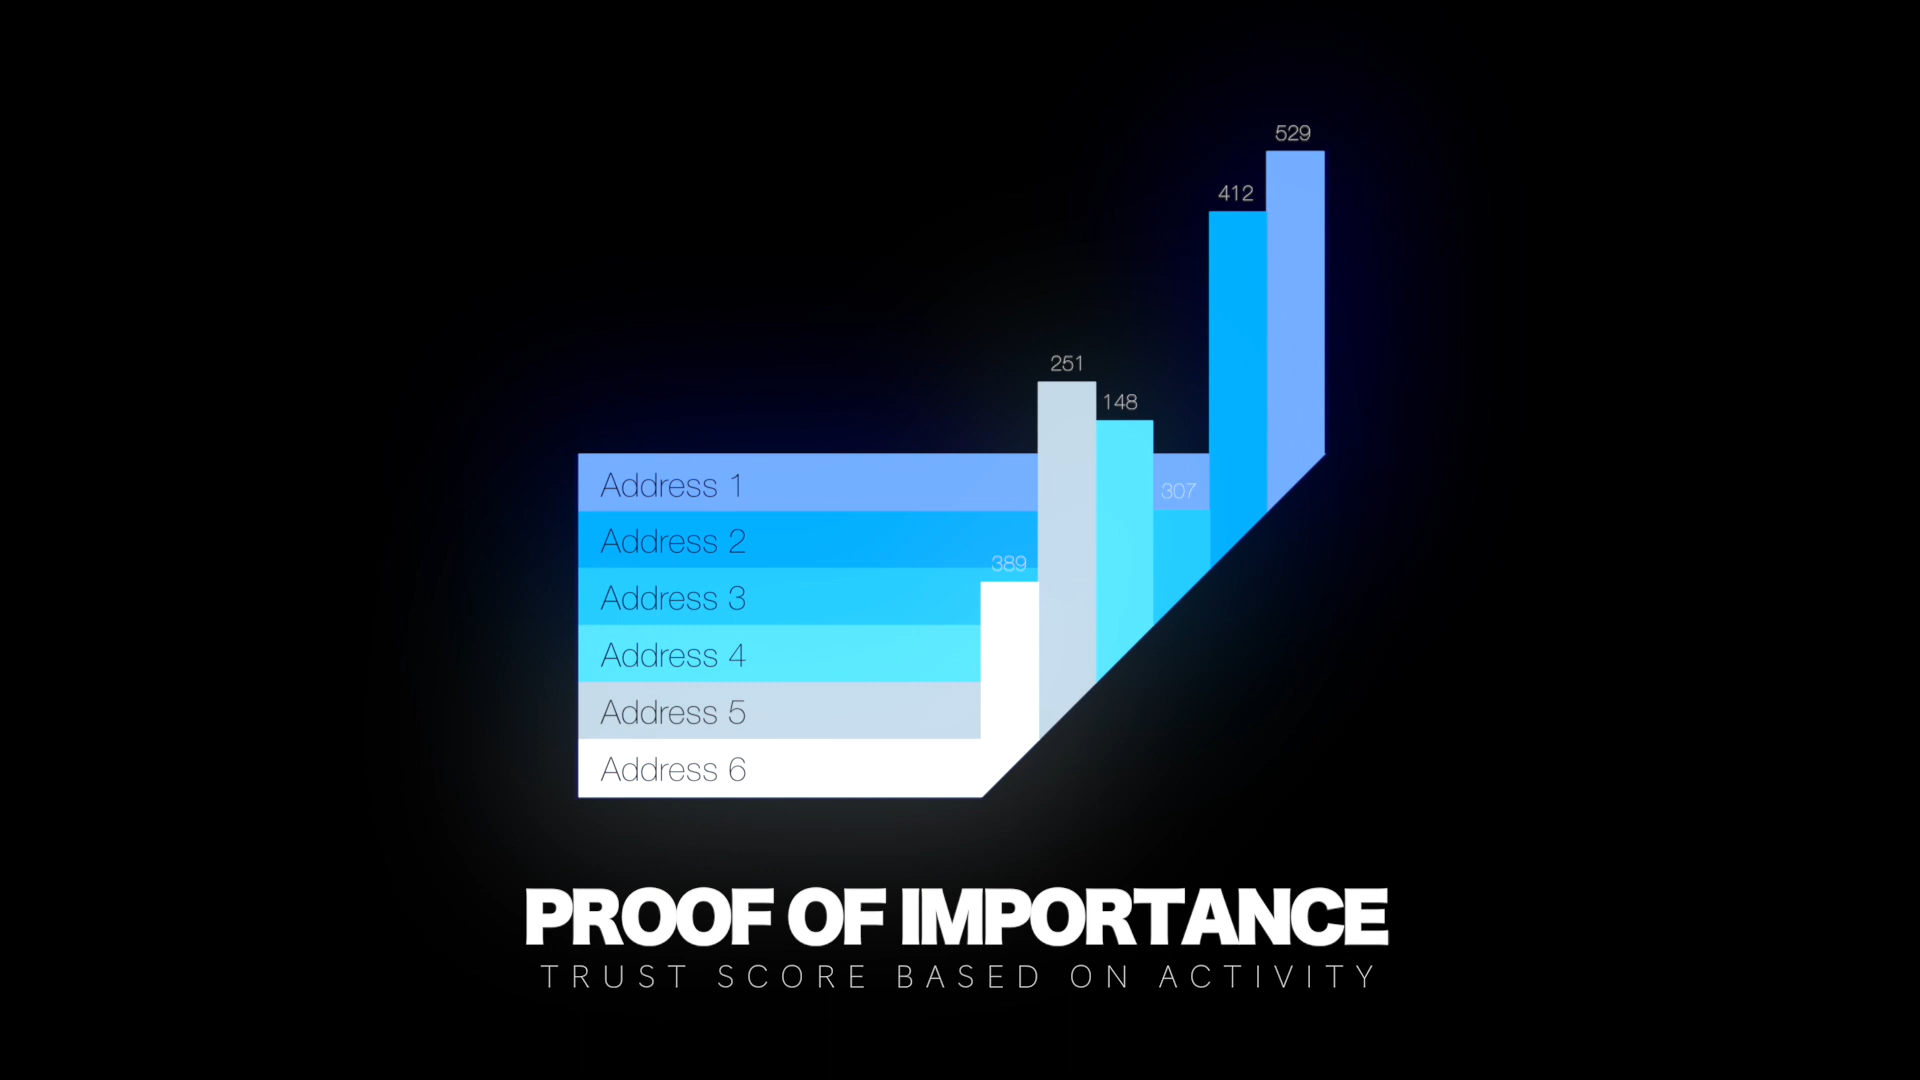 529
412
251
148
Address 1
307
Address 2
389
Address 3
Address 4
Address 5
Address 6
PROOF OF IMPORTANCE
TRUST SCORE BASED ON ACTIVITY